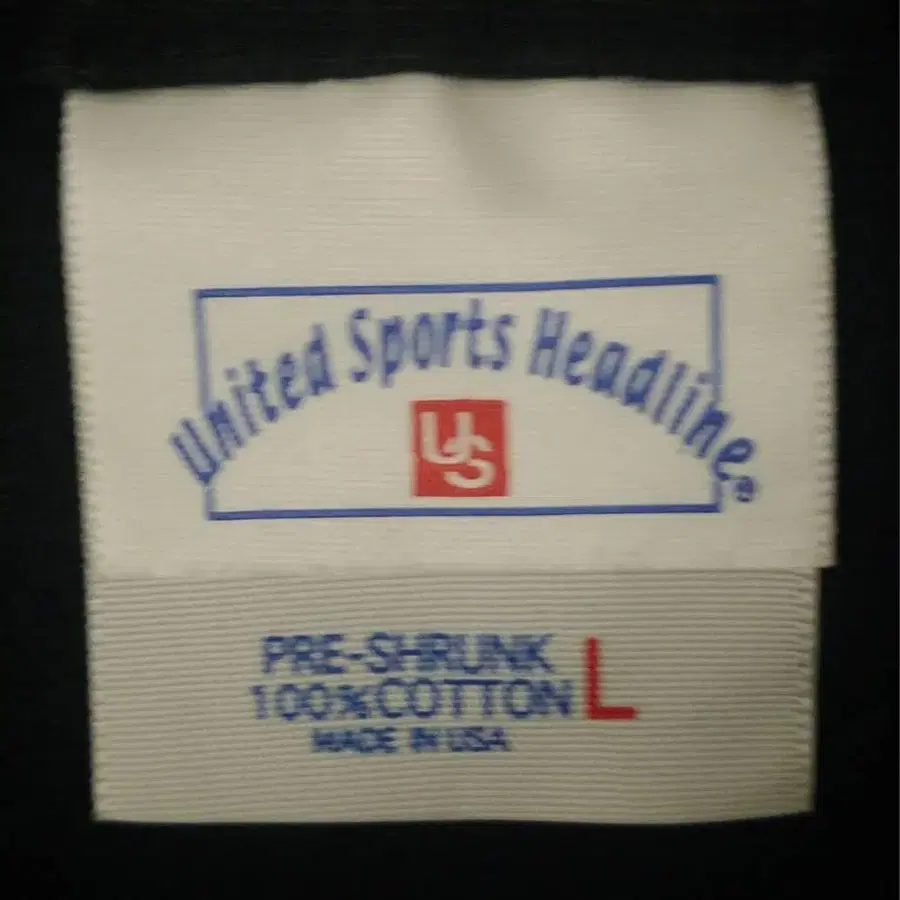 United Sports Headline®
US
PRE-SHRUNK
100%COTTON L
MADE IN USA